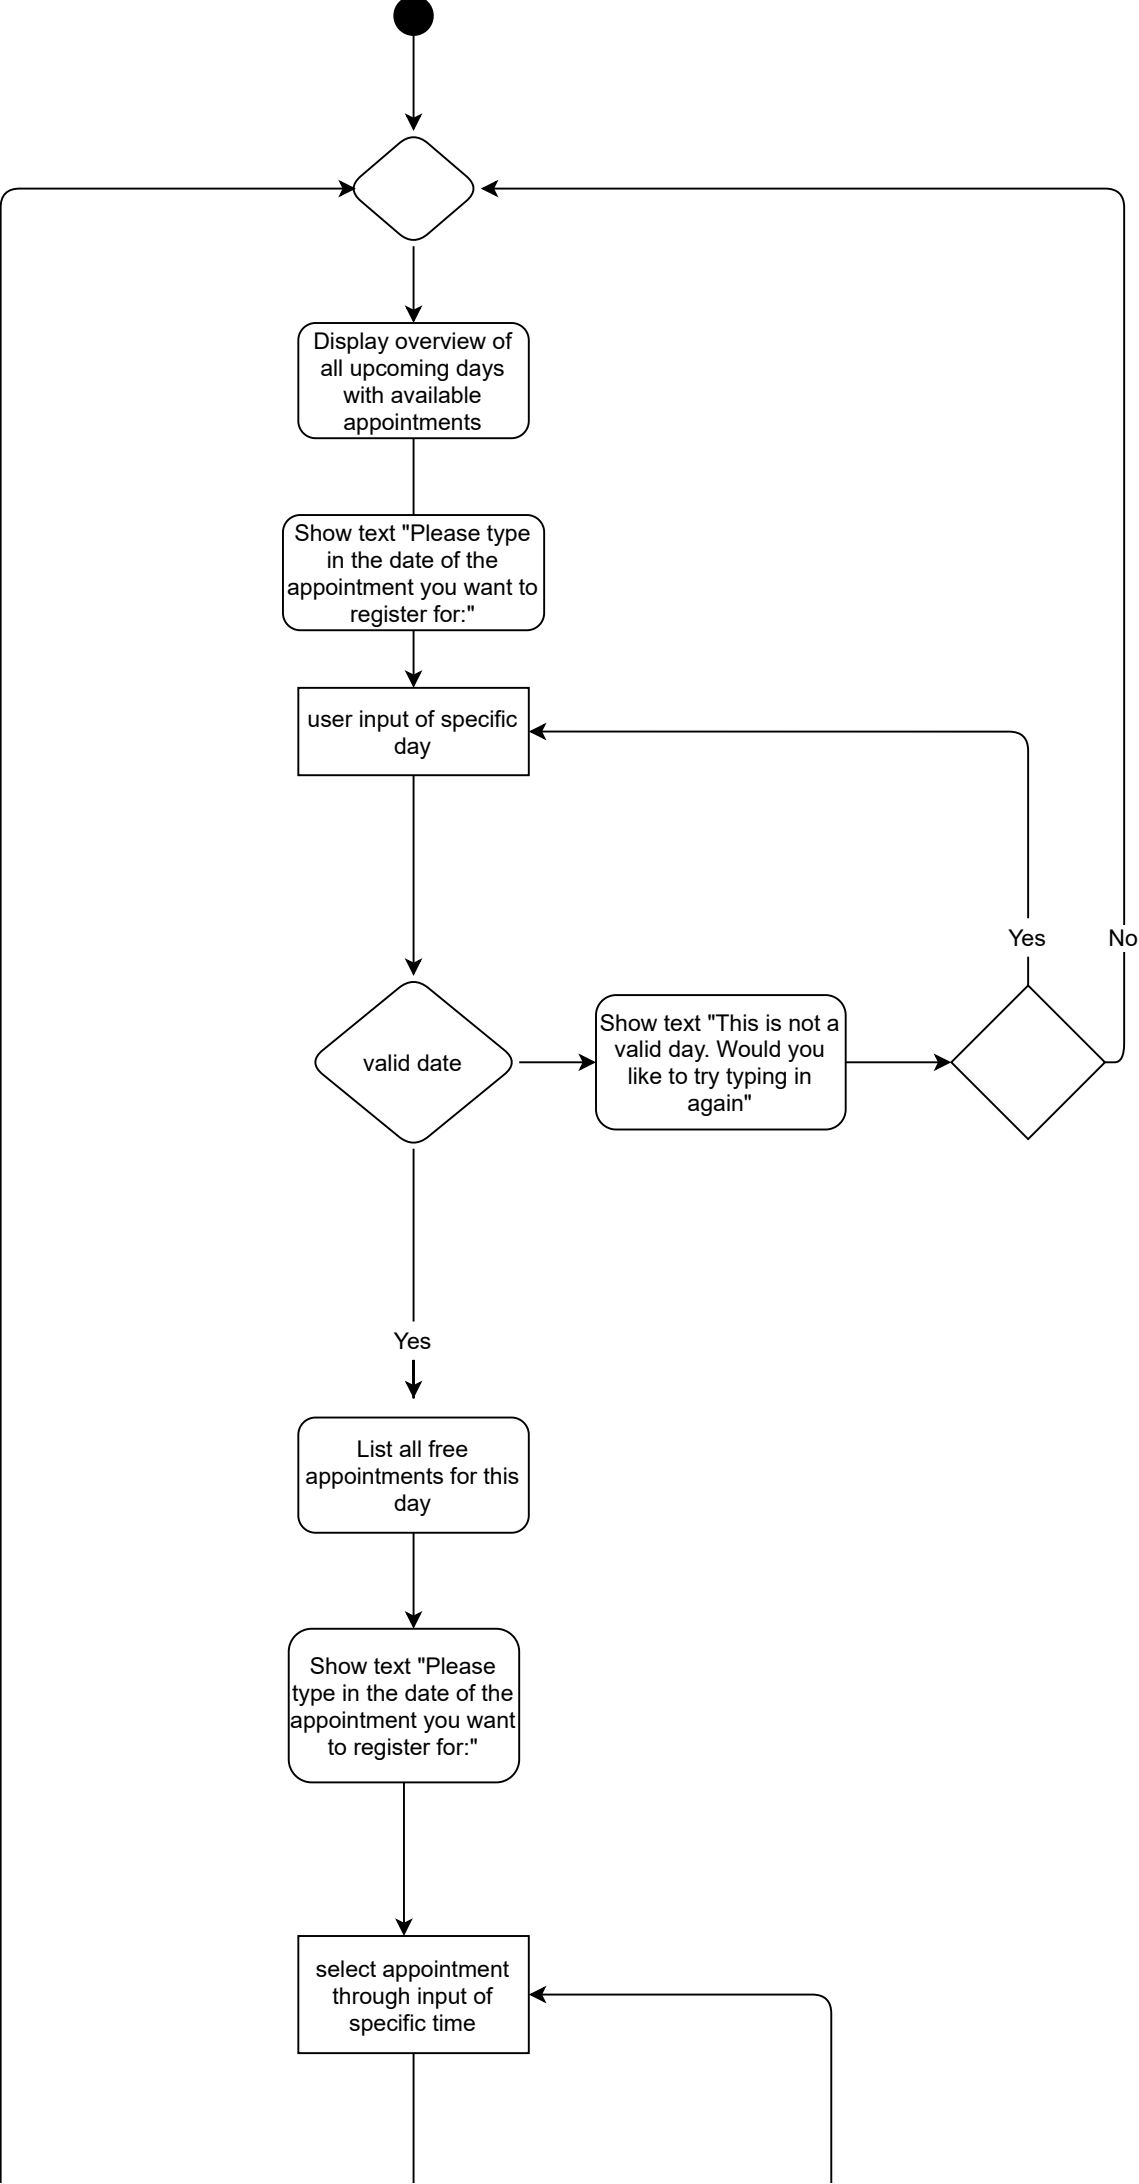 Display overview of
all upcoming days
with available
appointments
Show text "Please type
in the date of the
appointment you want to
register for:"
user input of specific
day
Yes
No
valid date
Show text "This is not a
valid day. Would you
like to try typing in
again"
Yes
List all free
appointments for this
day
Show text "Please
type in the date of the
appointment you want
to register for:"
select appointment
through input of
specific time